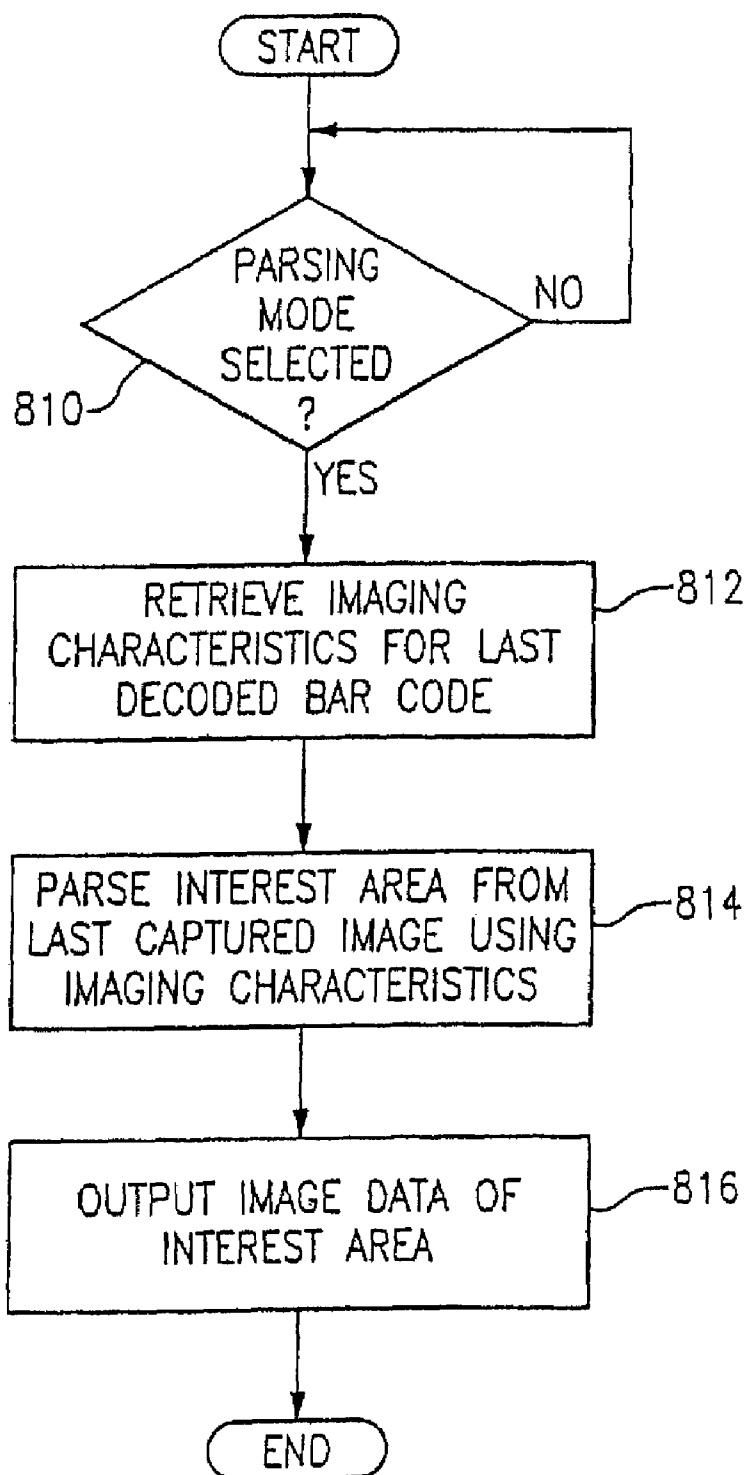 START
PARSING
MODE
SELECTED
?
NO
810
YES
RETRIEVE IMAGING
CHARACTERISTICS FOR LAST
DECODED BAR CODE
812
PARSE INTEREST AREA FROM
LAST CAPTURED IMAGE USING
IMAGING CHARACTERISTICS
814
OUTPUT IMAGE DATA OF
INTEREST AREA
816
END